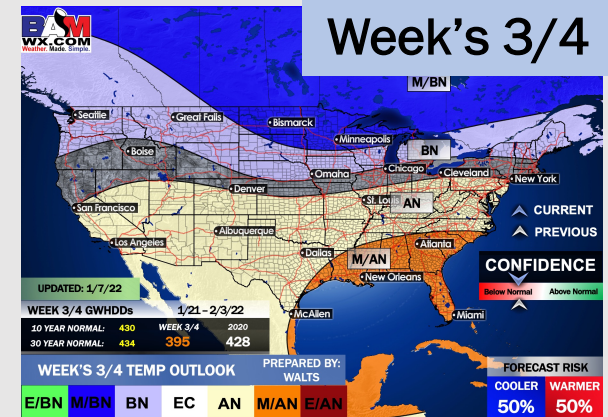 BAM
WX.COM
Weather. Made. Simple.
Week's 3/4
M/BN
Seattle
Great Falls
Bismarck
Minneapolis
Boise
BN
Chicago
Cleveland
Omaha
New York
Denver
St. Louis
AN
San Francisco
CURRENT
Albuquerque
PREVIOUS
Los Angeles
Atlanta
Dallas
M/AN
CONFIDENCE
New Orleans
Below Normal
Above Normal
UPDATED: 1/7/22
McAllen
Miami
WEEK 3/4 GWHDDs
1/21 – 2/3/22
10 YEAR NORMAL: 430
WEEK 3/4
2020
30 YEAR NORMAL: 434
395
428
WEEK'S 3/4 TEMP OUTLOOK
PREPARED BY:
WALTS
FORECAST RISK
COOLER
WARMER
50%
50%
E/BN
M/BN
BN
EC
AN
M/AN
E/AN